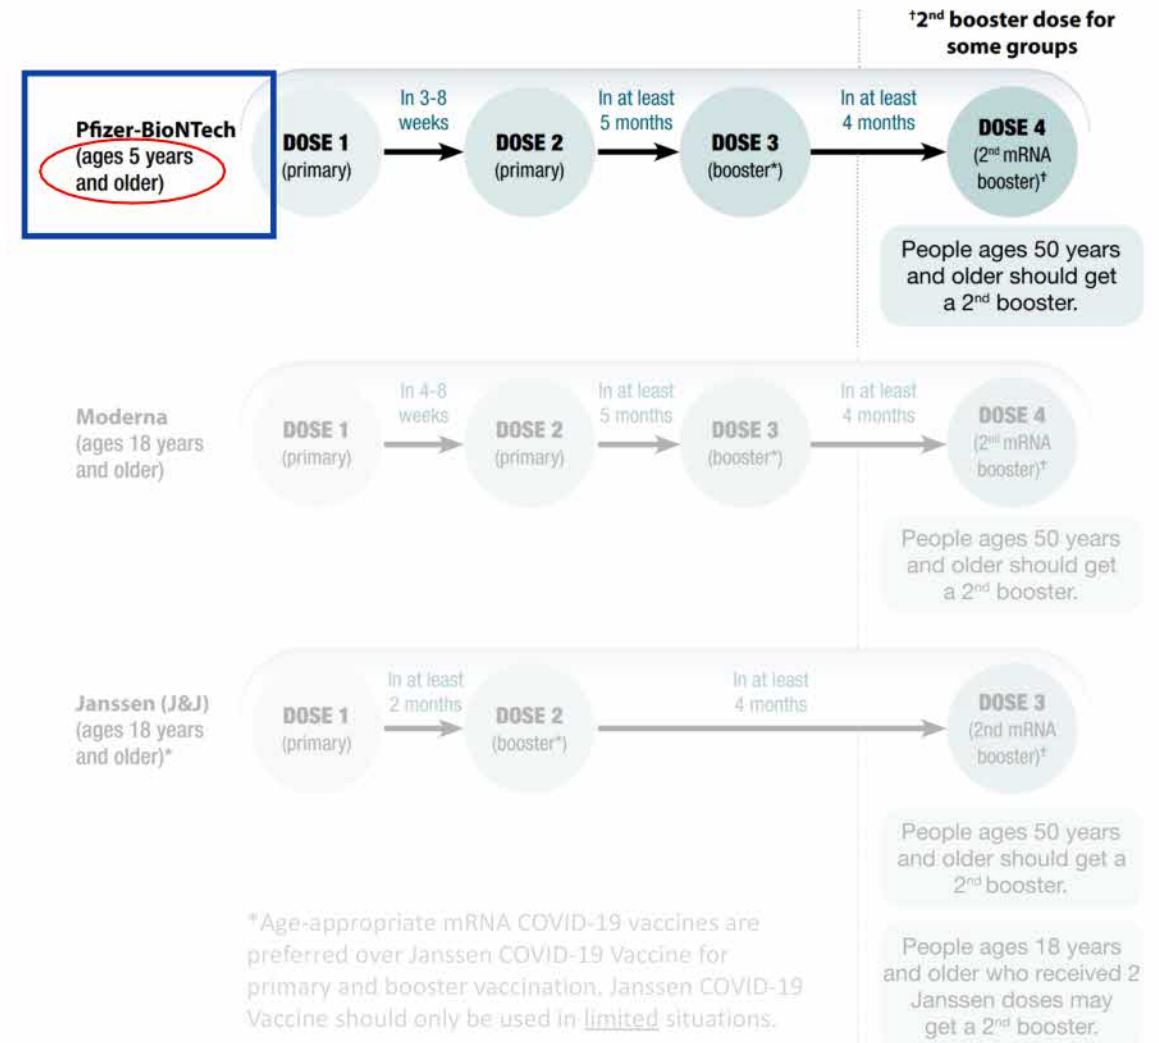 †2nd booster dose for
some groups
Pfizer-BioNTech
(ages 5 years
and older)
DOSE 1
(primary)
In 3-8
weeks
DOSE 2
(primary)
In at least
5 months
DOSE 3
(booster*)
In at least
4 months
DOSE 4
(2nd mRNA
booster)†
People ages 50 years
and older should get
a 2nd booster.
Moderna
(ages 18 years
and older)
DOSE 1
(primary)
In 4-8
weeks
DOSE 2
(primary)
In at least
5 months
DOSE 3
(booster*)
In at least
4 months
DOSE 4
(2nd mRNA
booster)†
People ages 50 years
and older should get
a 2nd booster.
Janssen (J&J)
(ages 18 years
and older)*
DOSE 1
(primary)
In at least
2 months
DOSE 2
(booster*)
In at least
4 months
DOSE 3
(2nd mRNA
booster)†
People ages 50 years
and older should get a
2nd booster.
People ages 18 years
and older who received 2
Janssen doses may
get a 2nd booster.
*Age-appropriate mRNA COVID-19 vaccines are
preferred over Janssen COVID-19 Vaccine for
primary and booster vaccination. Janssen COVID-19
Vaccine should only be used in limited situations.